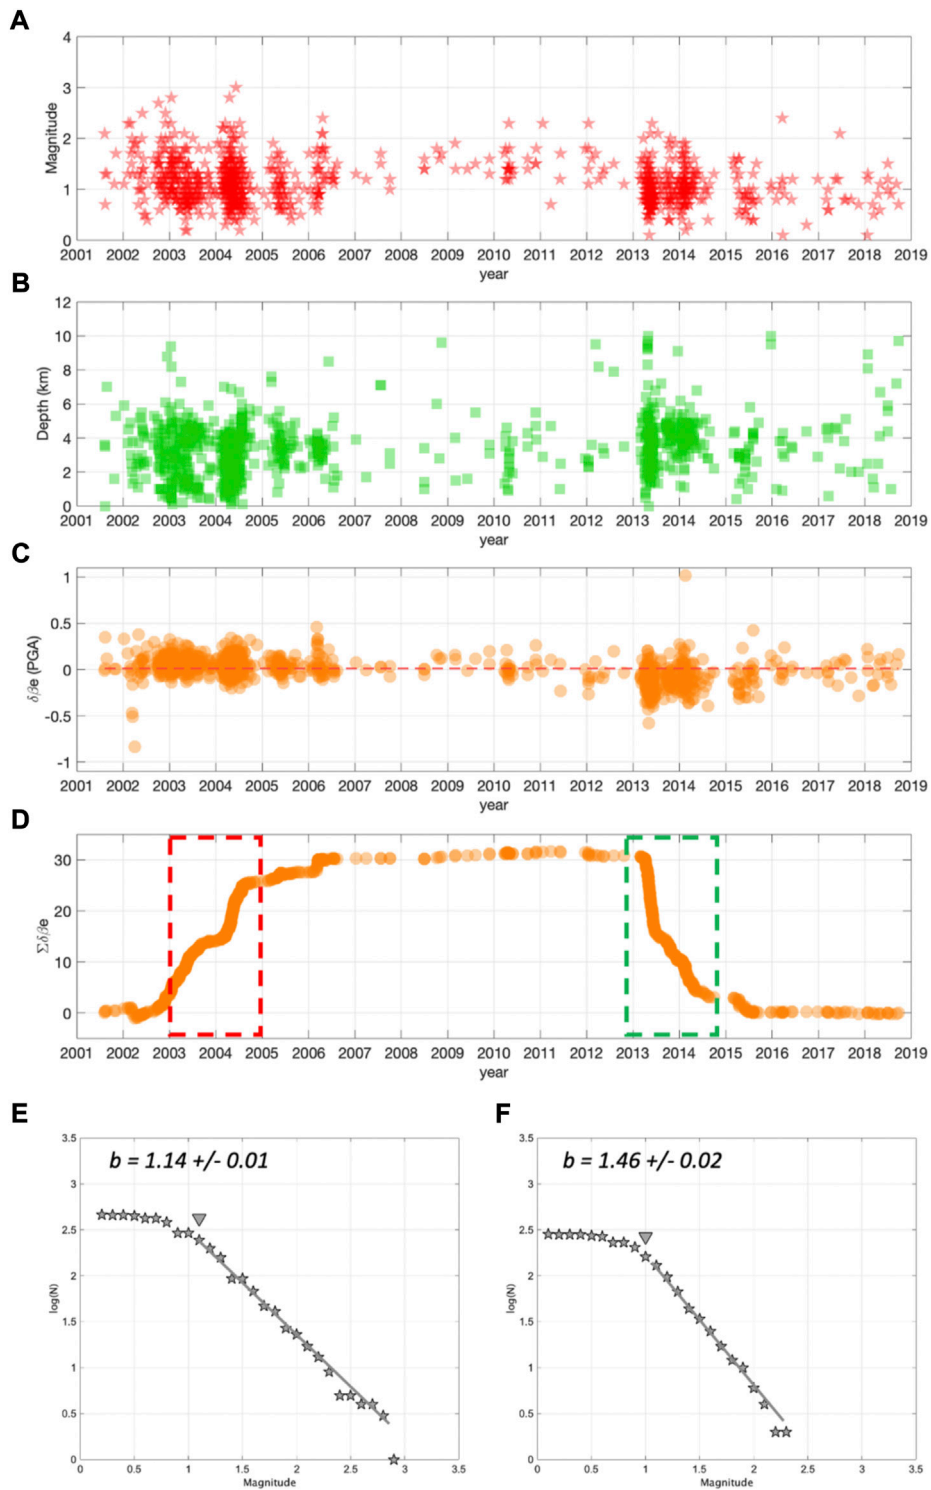 A
4
3
2
1
0
Magnitude
2001 2002 2003 2004 2005 2006 2007 2008 2009 2010 2011 2012 2013 2014 2015 2016 2017 2018 2019
year
B
12
10
8
6
4
2
0
Depth (km)
2001 2002 2003 2004 2005 2006 2007 2008 2009 2010 2011 2012 2013 2014 2015 2016 2017 2018 2019
year
C
1
0.5
0
-0.5
-1
δβe (PGA)
2001 2002 2003 2004 2005 2006 2007 2008 2009 2010 2011 2012 2013 2014 2015 2016 2017 2018 2019
year
D
30
20
10
0
Σδβe
2001 2002 2003 2004 2005 2006 2007 2008 2009 2010 2011 2012 2013 2014 2015 2016 2017 2018 2019
year
E
b = 1.14 +/- 0.01
3.5
3
2.5
2
1.5
1
0.5
0
log(N)
0 0.5 1 1.5 2 2.5 3 3.5
Magnitude
F
b = 1.46 +/- 0.02
3.5
3
2.5
2
1.5
1
0.5
0
log(N)
0 0.5 1 1.5 2 2.5 3 3.5
Magnitude